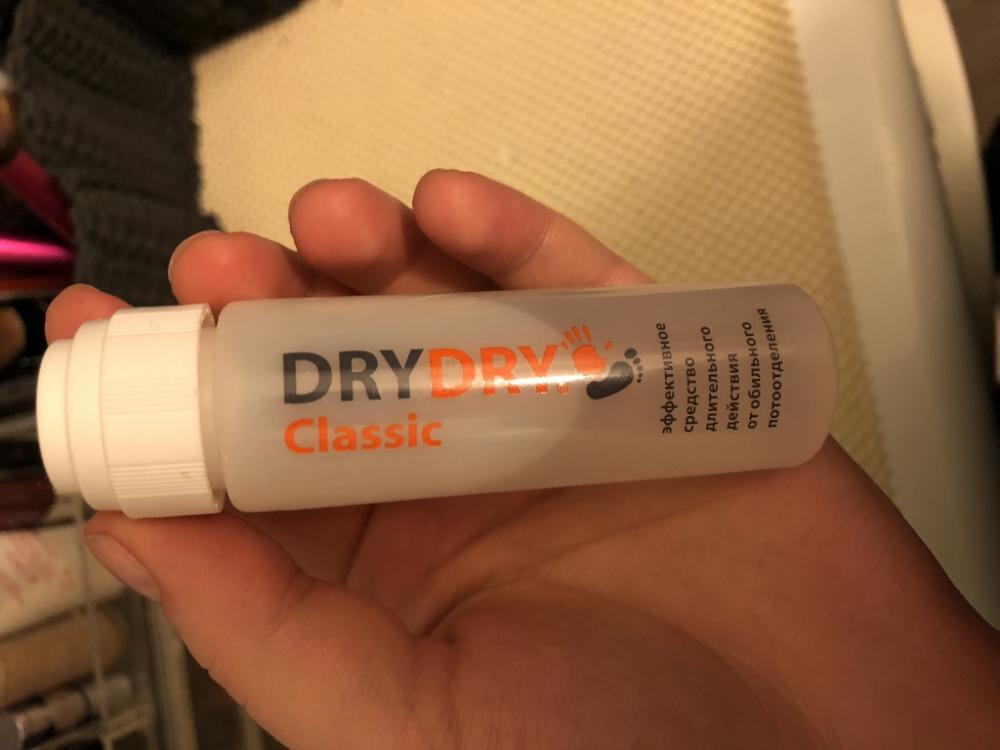 DRYDRY
Classic
эффективное
средство
длительного
действия
от обильного
потоотделения